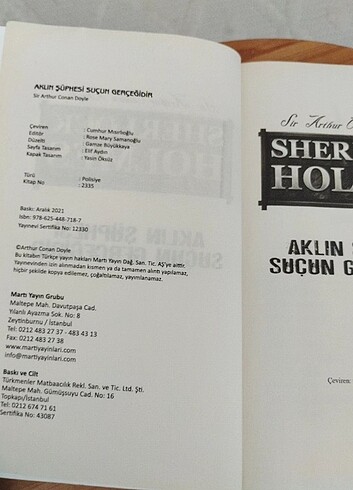 AKLIN ŞÜPHESİ SUÇUN GERÇEĞİDİR
Sir Arthur Conan Doyle
Çeviren : Cumhur Mısırlıoğlu
Editör : Rose Mary Samanoğlu
Düzelti : Gamze Büyükkaya
Sayfa Tasarım : Elif Aydın
Kapak Tasarım : Yasin Öksüz
Türü : Polisiye
Kitap No : 2335
Baskı: Aralık 2021
Isbn: 978-625-448-718-7
Yayınevi Sertifika No: 12330
©Arthur Conan Doyle
Bu kitabın Türkçe yayın hakları Martı Yayın Dağ. San. Tic. AŞ'ye aittir.
Yayınevinden izin alınmadan kısmen ya da tamamen alıntı yapılamaz,
hiçbir şekilde kopya edilemez, çoğaltılamaz, yayımlanamaz.
Martı Yayın Grubu
Maltepe Mah. Davutpaşa Cad.
Yılanlı Ayazma Sok. No: 8
Zeytinburnu / İstanbul
Tel: 0212 483 27 37 - 483 43 13
Fax: 0212 483 27 38
www.martiyayinlari.com
info@martiyayinlari.com
Baskı ve Cilt
Türkmenler Matbaacılık Rekl. San. ve Tic. Ltd. Şti.
Maltepe Mah. Gümüşsuyu Cad. No: 16
Topkapı/İstanbul
Tel: 0212 674 71 61
Sertifika No: 43087
Sir Arthur
SHER
HOL
AKLIN
SUÇUN G
Çeviren: